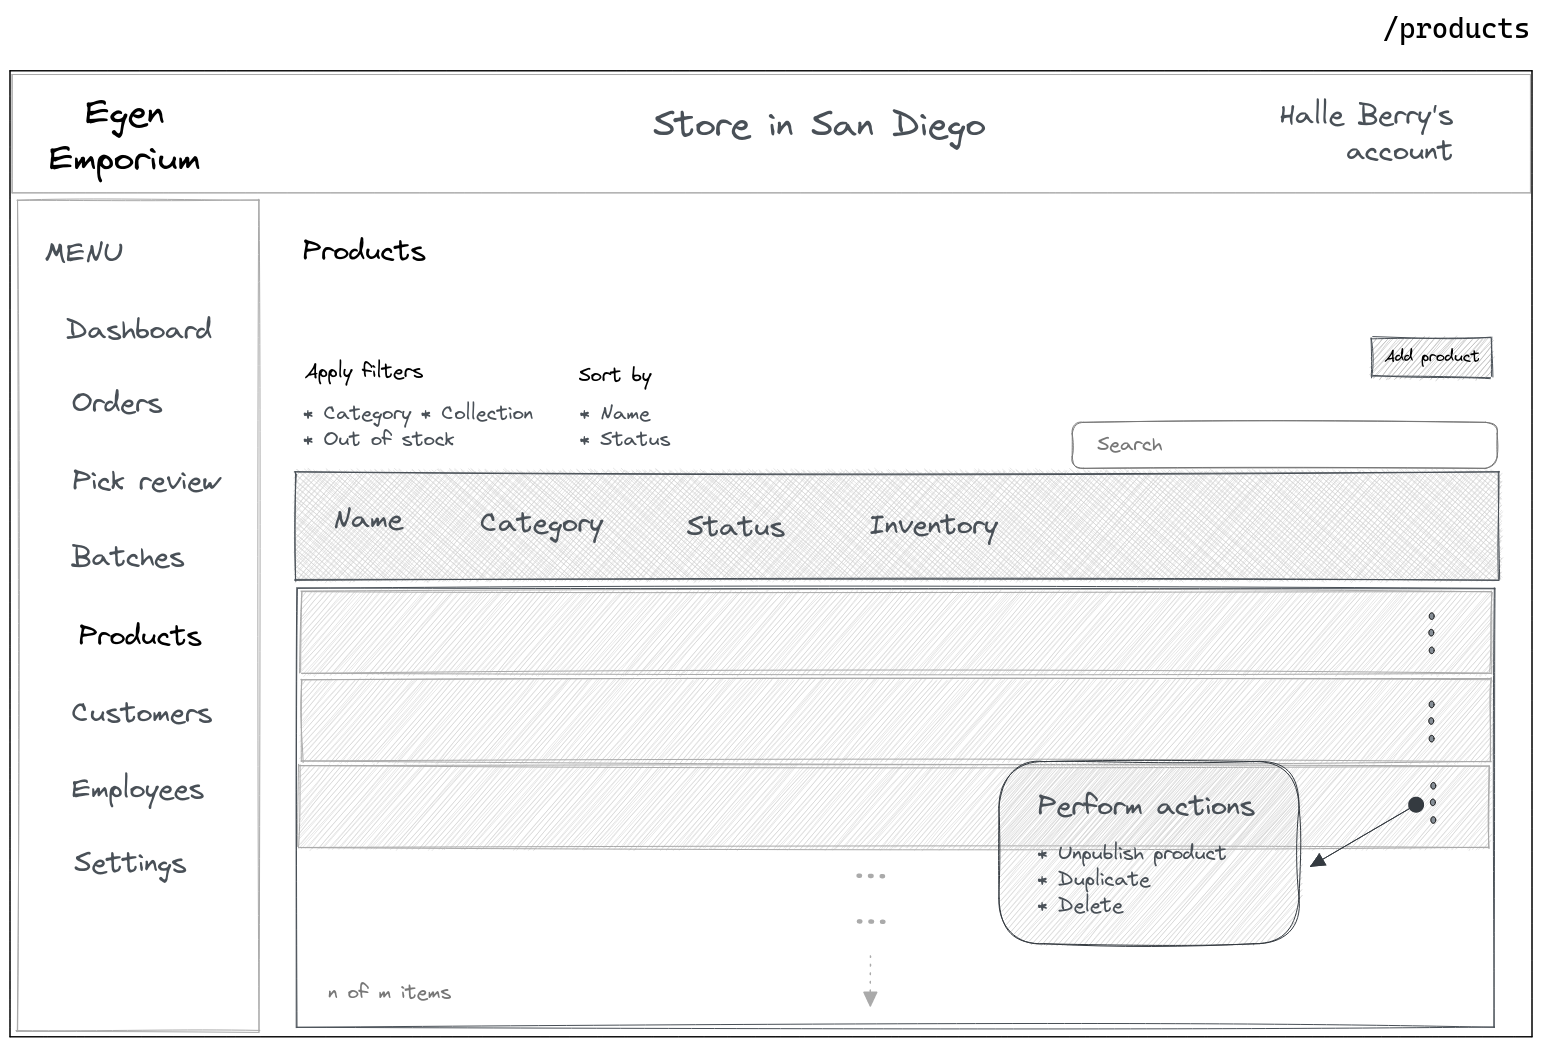 /products
Egen
Emporium
Store in San Diego
Halle Berry's
account
MENU
Dashboard
Orders
Pick review
Batches
Products
Customers
Employees
Settings
Products
Add product
Apply filters
* Category * Collection
* Out of stock
Sort by
* Name
* Status
Search
Name Category Status Inventory
Perform actions
* Unpublish product
* Duplicate
* Delete
...
...
n of m items